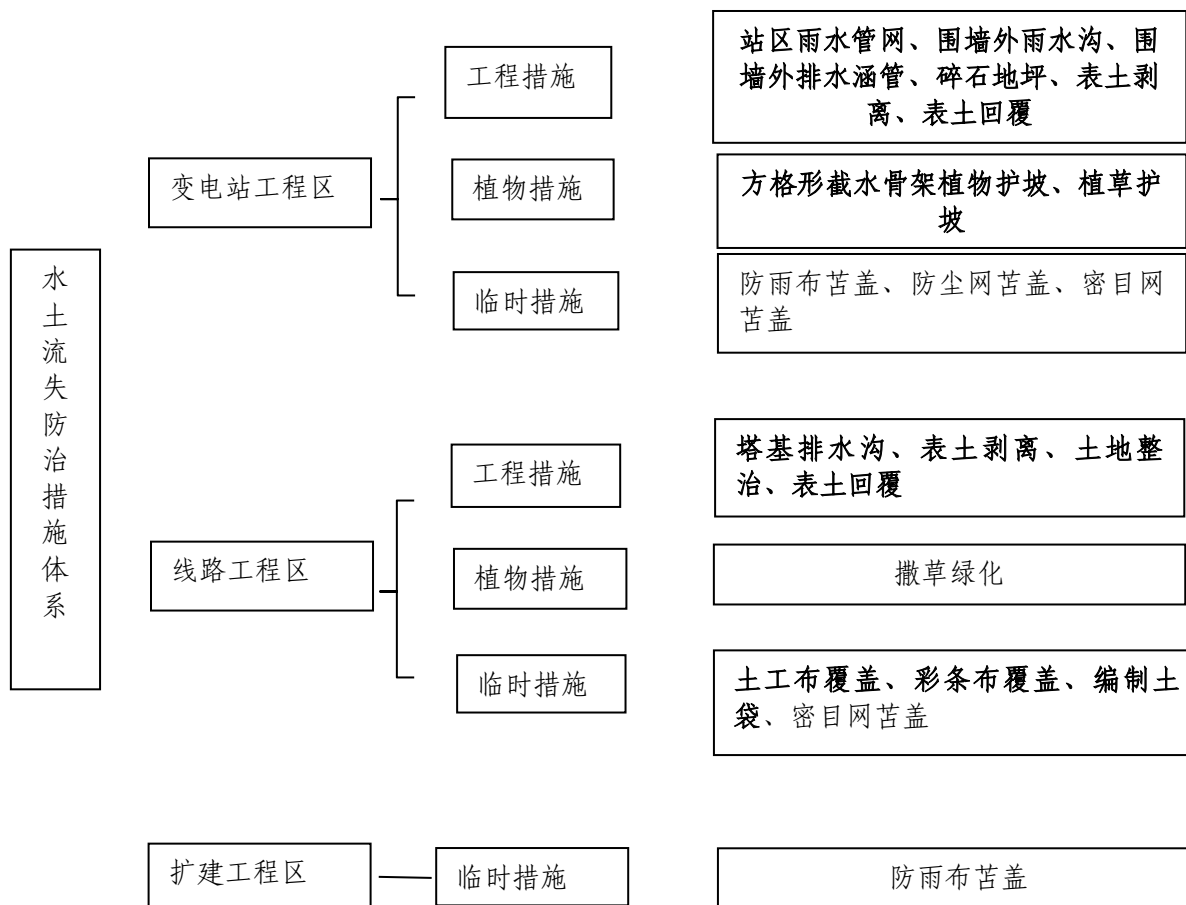 水土流失防治措施体系
变电站工程区
工程措施
站区雨水管网、围墙外雨水沟、围
墙外排水涵管、碎石地坪、表土剥
离、表土回覆
植物措施
方格形截水骨架植物护坡、植草护
坡
临时措施
防雨布苫盖、防尘网苫盖、密目网
苫盖
线路工程区
工程措施
塔基排水沟、表土剥离、土地整
治、表土回覆
植物措施
撒草绿化
临时措施
土工布覆盖、彩条布覆盖、编制土
袋、密目网苫盖
扩建工程区
临时措施
防雨布苫盖